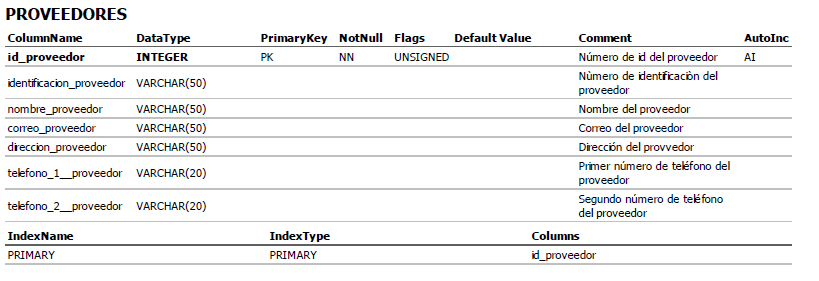 PROVEEDORES
ColumnName DataType PrimaryKey NotNull Flags Default Value Comment AutoInc
id_proveedor INTEGER PK NN UNSIGNED Número de id del proveedor AI
identificacion_proveedor VARCHAR(50) Nùmero de identificaciòn del
proveedor
nombre_proveedor VARCHAR(50) Nombre del proveedor
correo_proveedor VARCHAR(50) Correo del proveedor
direccion_proveedor VARCHAR(50) Dirección del provvedor
telefono_1__proveedor VARCHAR(20) Primer número de teléfono del
proveedor
telefono_2__proveedor VARCHAR(20) Segundo número de teléfono
del proveedor
IndexName IndexType Columns
PRIMARY PRIMARY id_proveedor